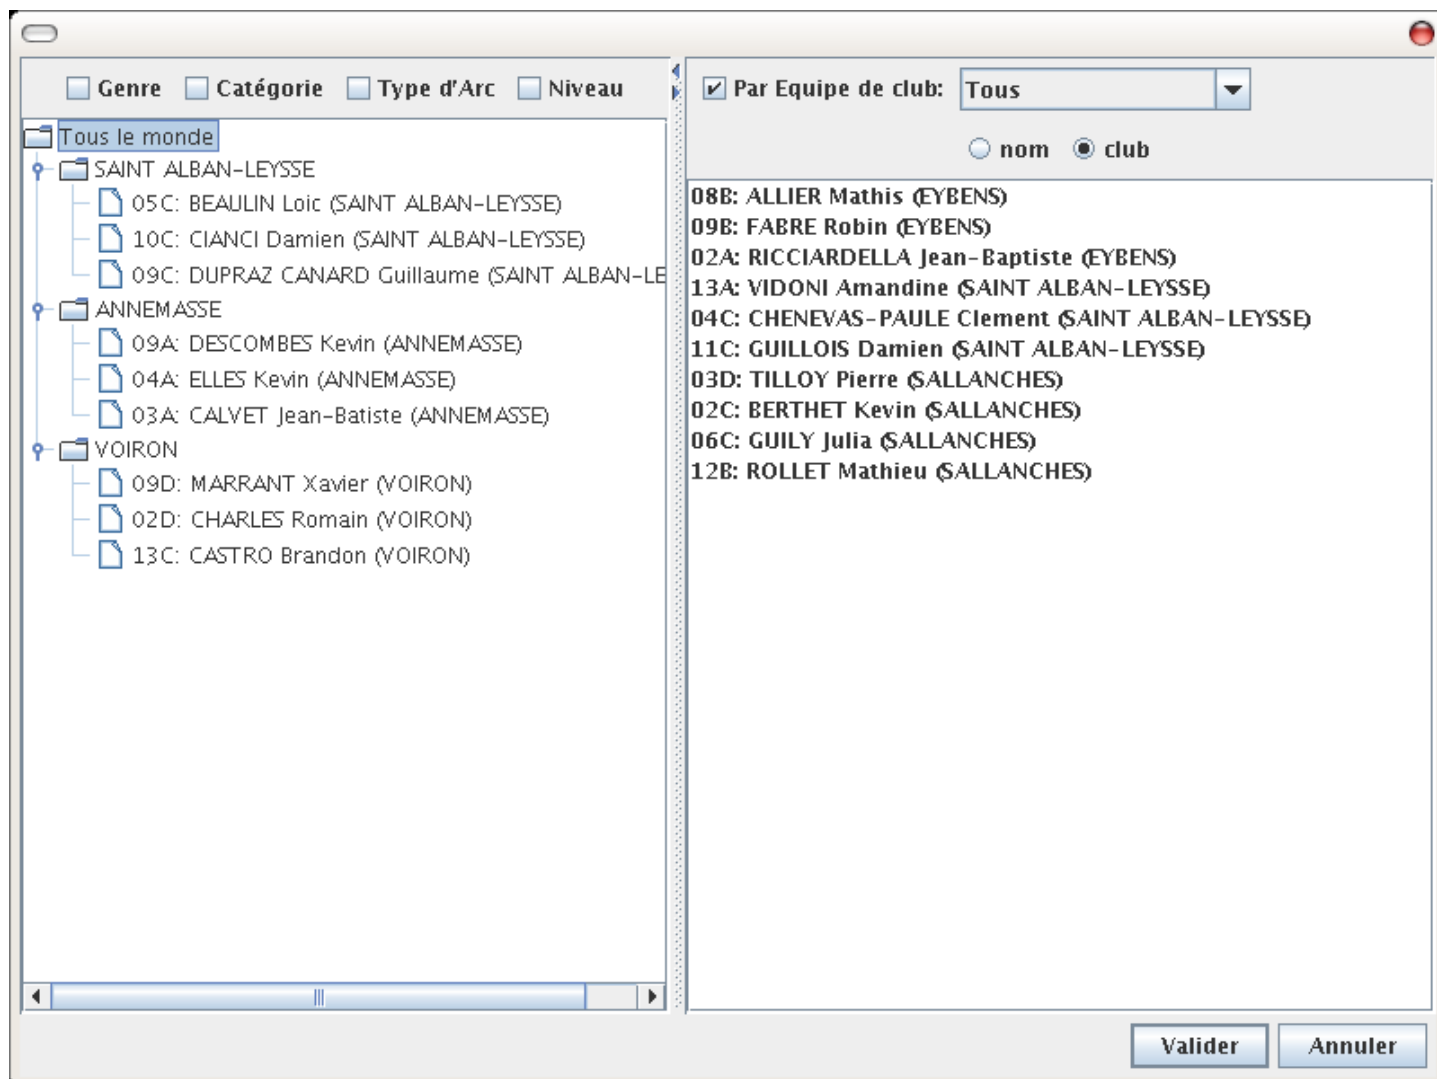 Genre Catégorie Type d'Arc Niveau
Tous le monde
SAINT ALBAN-LEYSSE
05C: BEAULIN Loic (SAINT ALBAN-LEYSSE)
10C: CIANCI Damien (SAINT ALBAN-LEYSSE)
09C: DUPRAZ CANARD Guillaume (SAINT ALBAN-LE
ANNEMASSE
09A: DESCOMBES Kevin (ANNEMASSE)
04A: ELLES Kevin (ANNEMASSE)
03A: CALVET Jean-Batiste (ANNEMASSE)
VOIRON
09D: MARRANT Xavier (VOIRON)
02D: CHARLES Romain (VOIRON)
13C: CASTRO Brandon (VOIRON)
Par Equipe de club: Tous
nom club
08B: ALLIER Mathis (EYBENS)
09B: FABRE Robin (EYBENS)
02A: RICCIARDELLA Jean-Baptiste (EYBENS)
13A: VIDONI Amandine (SAINT ALBAN-LEYSSE)
04C: CHENEVAS-PAULE Clement (SAINT ALBAN-LEYSSE)
11C: GUILLOIS Damien (SAINT ALBAN-LEYSSE)
03D: TILLOY Pierre (SALLANCHES)
02C: BERTHET Kevin (SALLANCHES)
06C: GUILY Julia (SALLANCHES)
12B: ROLLET Mathieu (SALLANCHES)
Valider Annuler